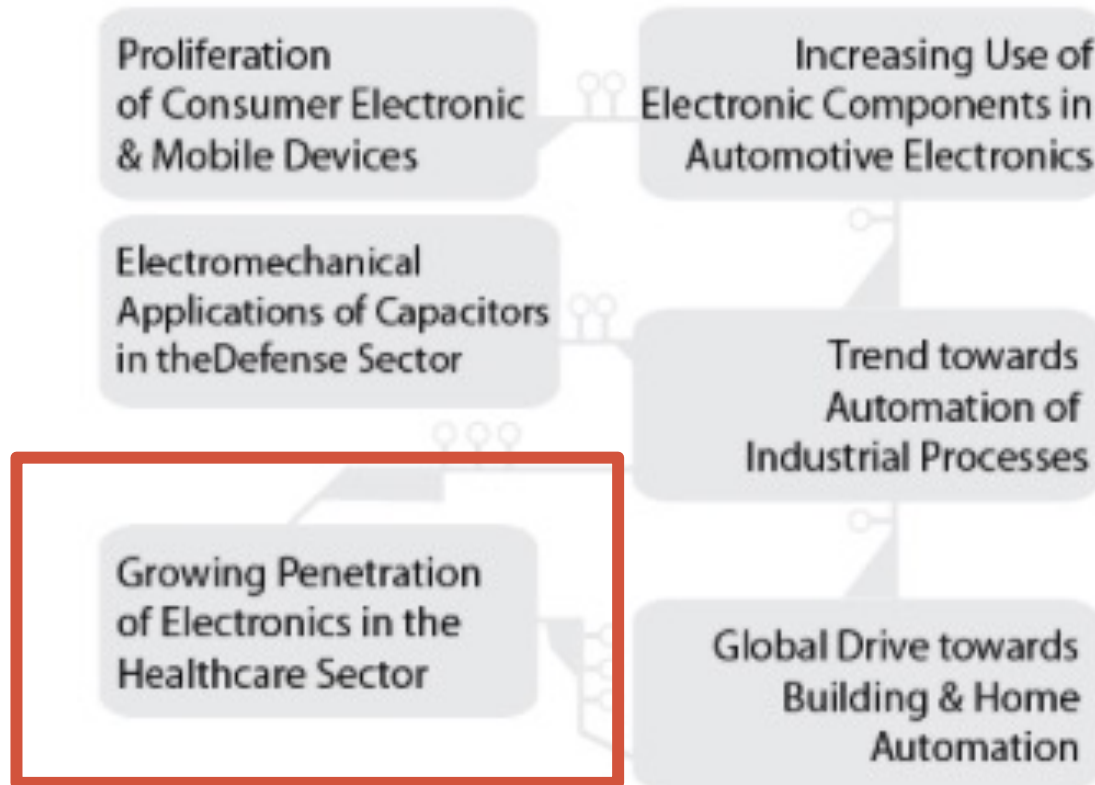 Proliferation
of Consumer Electronic
& Mobile Devices
Increasing Use of
Electronic Components in
Automotive Electronics
Electromechanical
Applications of Capacitors
in theDefense Sector
Trend towards
Automation of
Industrial Processes
Growing Penetration
of Electronics in the
Healthcare Sector
Global Drive towards
Building & Home
Automation